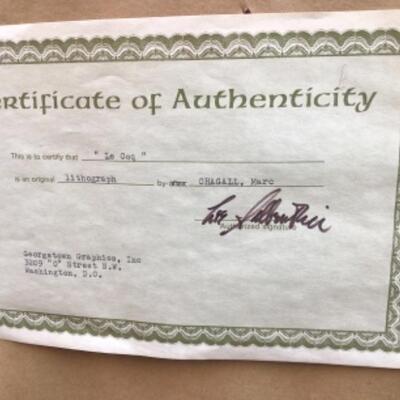 ertificate of Authenticity
This is to certify that " Le Coq "
is an original lithograph by after CHAGALL, Marc
Authorized signature
Georgetown Graphics, Inc
3209 "O" Street N.W.
Washington, D.C.